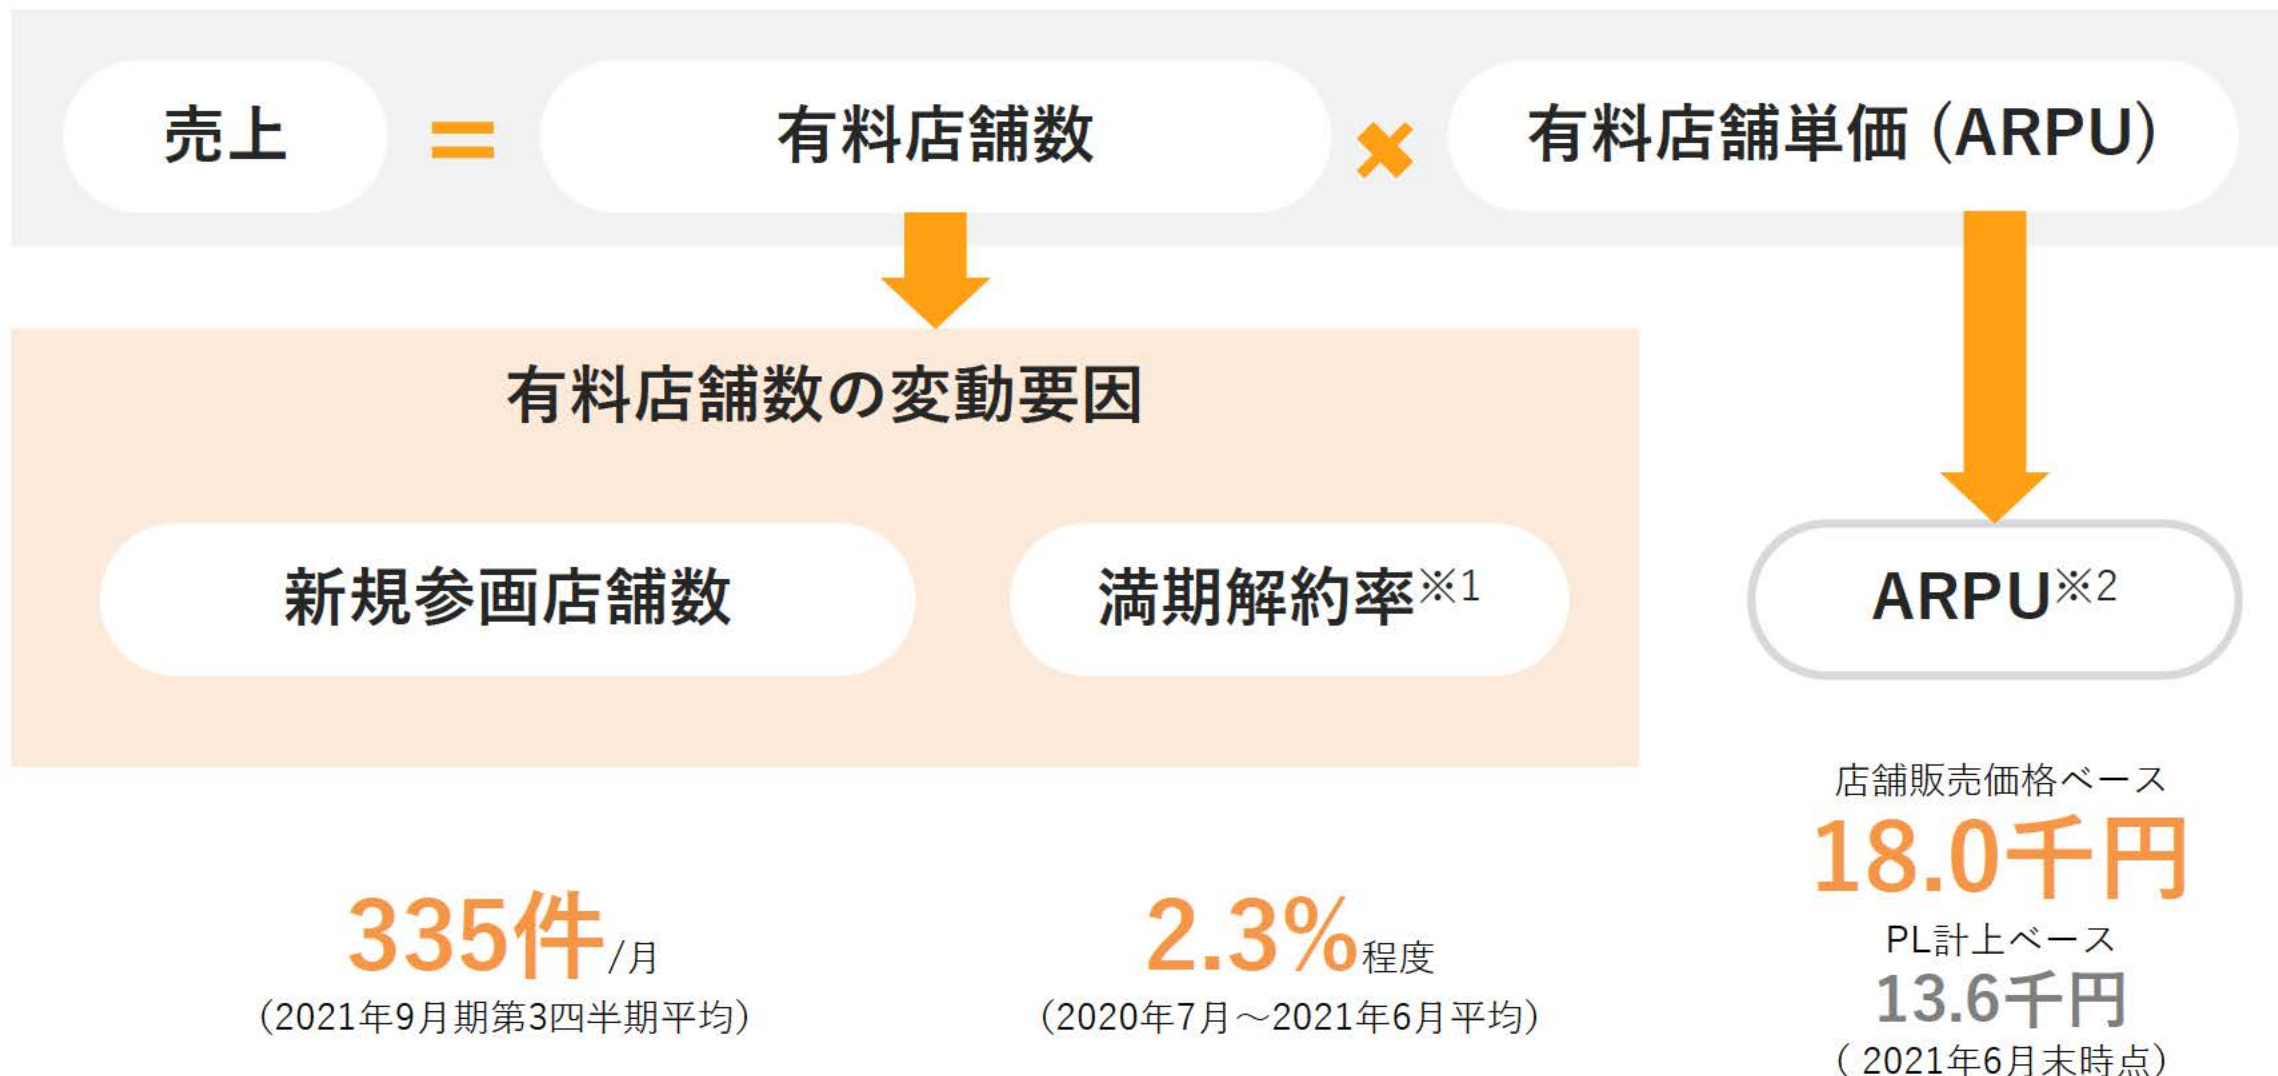 売上 = 有料店舗数 × 有料店舗単価(ARPU)
有料店舗数の変動要因
新規参画店舗数
満期解約率※1
ARPU※2
335件/月
(2021年9月期第3四半期平均)
2.3%程度
(2020年7月～2021年6月平均)
店舗販売価格ベース
18.0千円
PL計上ベース
13.6千円
( 2021年6月末時点)